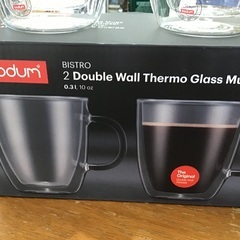 odum
BISTRO
2 Double Wall Thermo Glass Mu
0.3 l, 10 oz
The
Original